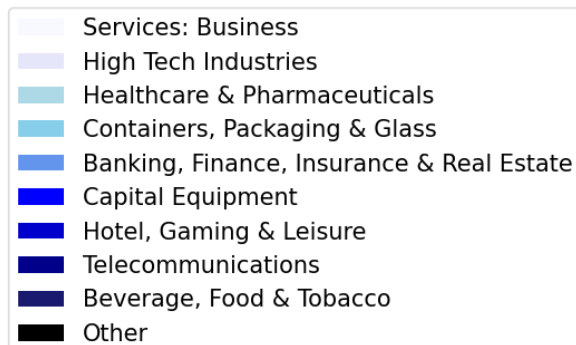 Services: Business
High Tech Industries
Healthcare & Pharmaceuticals
Containers, Packaging & Glass
Banking, Finance, Insurance & Real Estate
Capital Equipment
Hotel, Gaming & Leisure
Telecommunications
Beverage, Food & Tobacco
Other